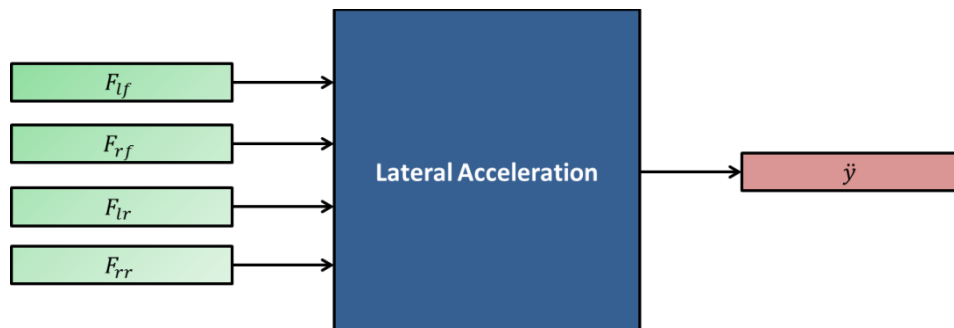 F_lf
F_rf
F_lr
F_rr
Lateral Acceleration
ÿ